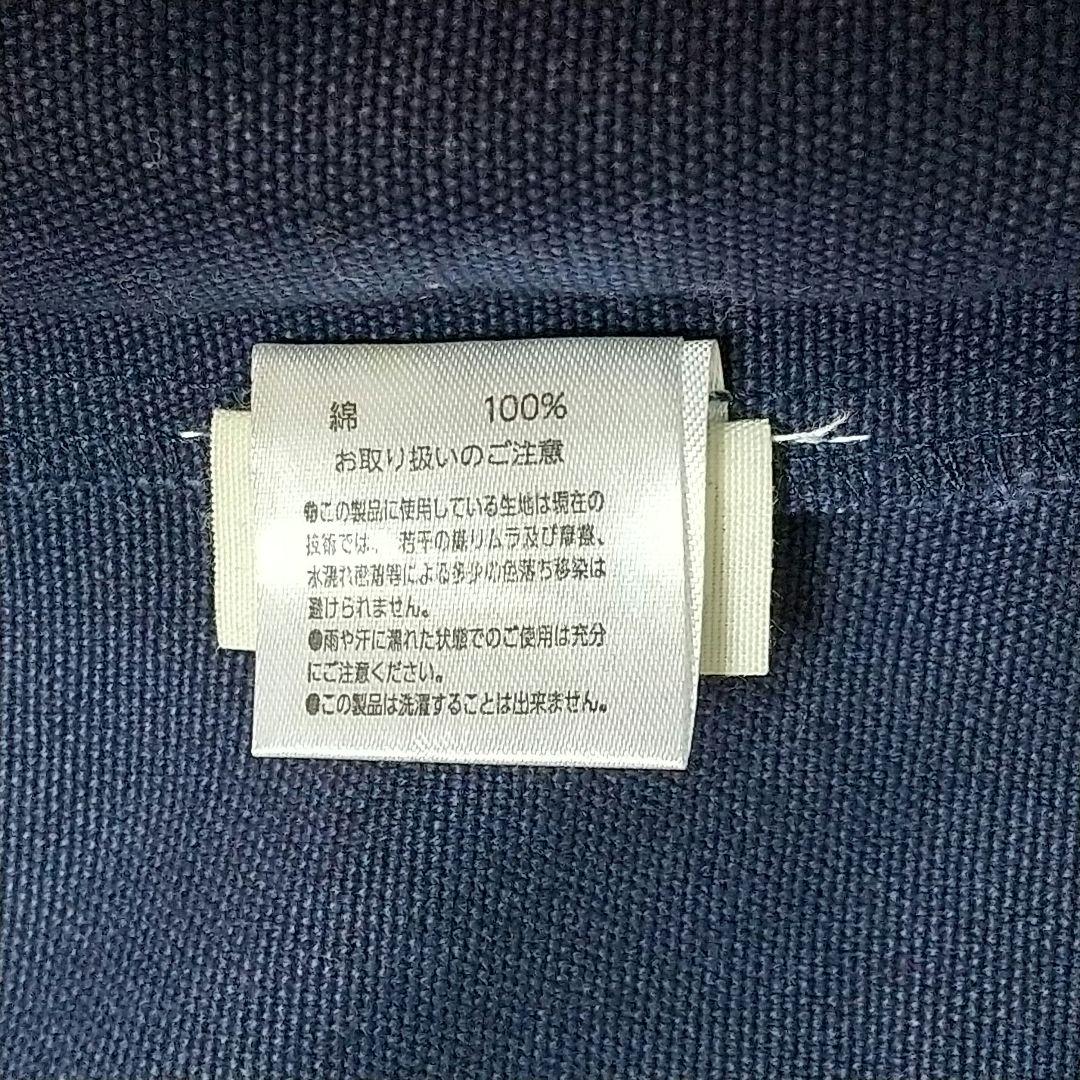 綿 100%
お取り扱いのご注意
●この製品に使用している生地は現在の
技術では、若干の織りムラ及び摩擦、
水濡れ密着等による多少の色落ち移染は
避けられません。
●雨や汗に濡れた状態でのご使用は充分
にご注意ください。
●この製品は洗濯することは出来ません。